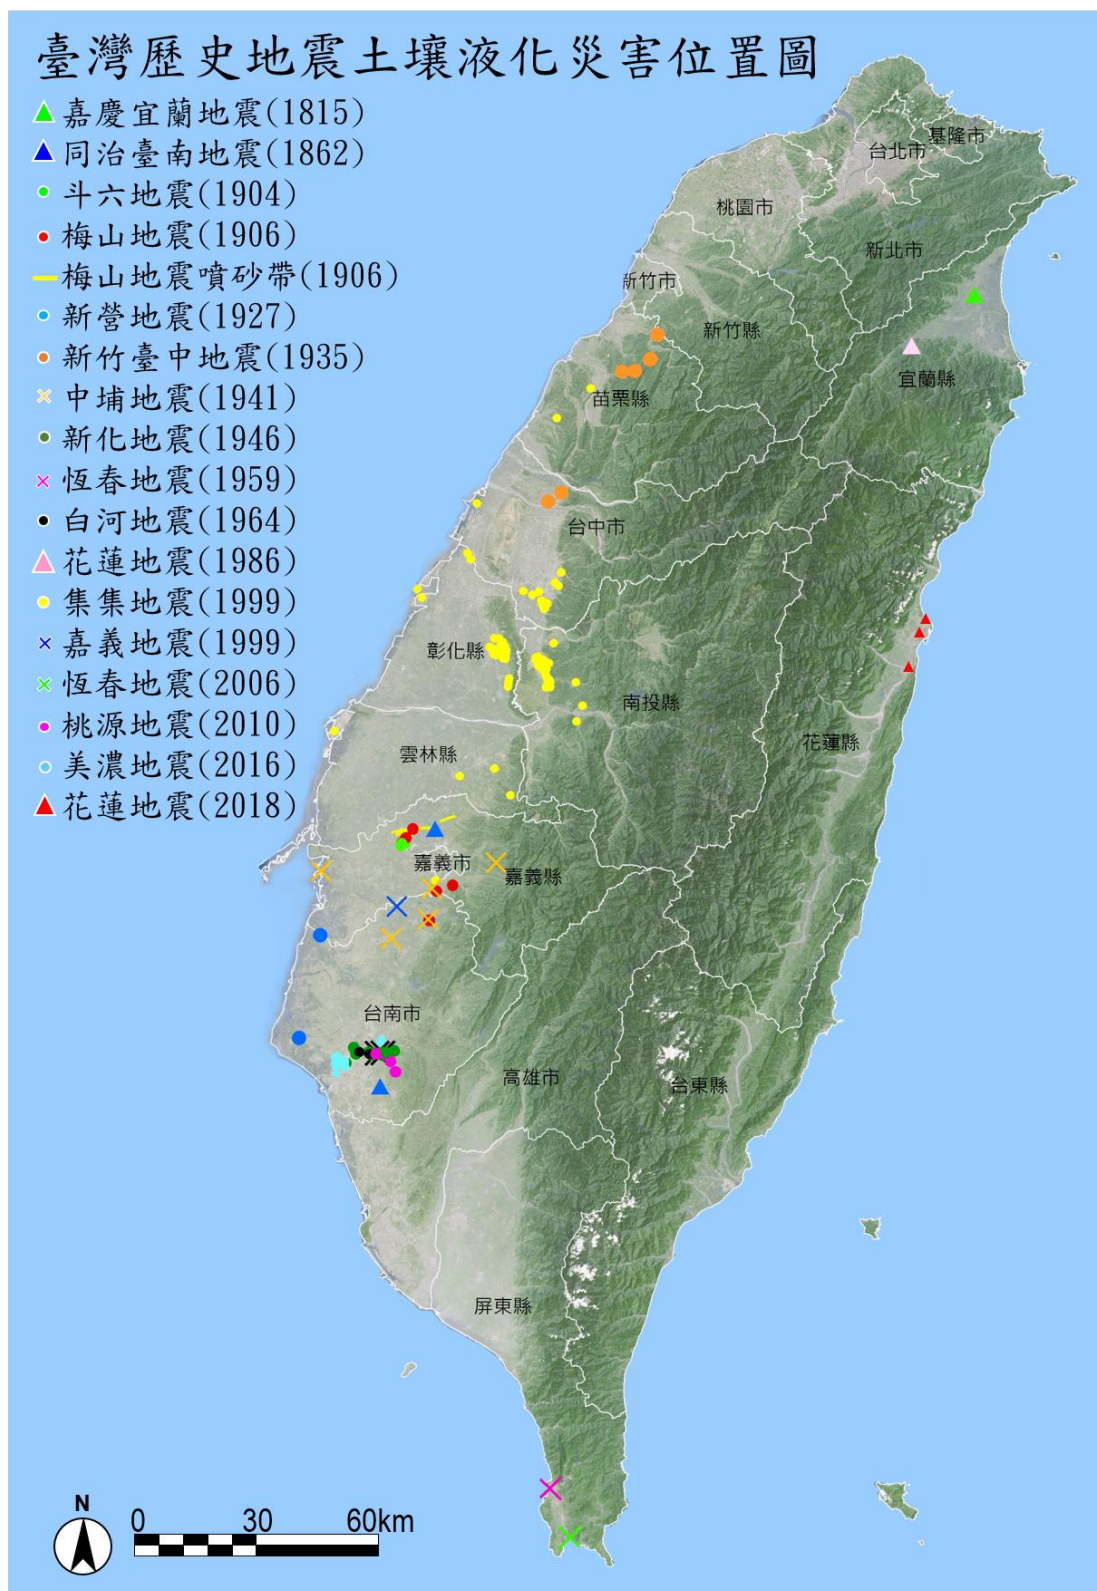 臺灣歷史地震土壤液化災害位置圖
嘉慶宜蘭地震(1815)
同治臺南地震(1862)
斗六地震(1904)
梅山地震(1906)
梅山地震噴砂帶(1906)
新營地震(1927)
新竹臺中地震(1935)
中埔地震(1941)
新化地震(1946)
恆春地震(1959)
白河地震(1964)
花蓮地震(1986)
集集地震(1999)
嘉義地震(1999)
恆春地震(2006)
桃源地震(2010)
美濃地震(2016)
花蓮地震(2018)
基隆市
台北市
桃園市
新北市
新竹市
新竹縣
宜蘭縣
苗栗縣
台中市
彰化縣
南投縣
花蓮縣
雲林縣
嘉義市
嘉義縣
台南市
高雄市
台東縣
屏東縣
N
0 30 60km